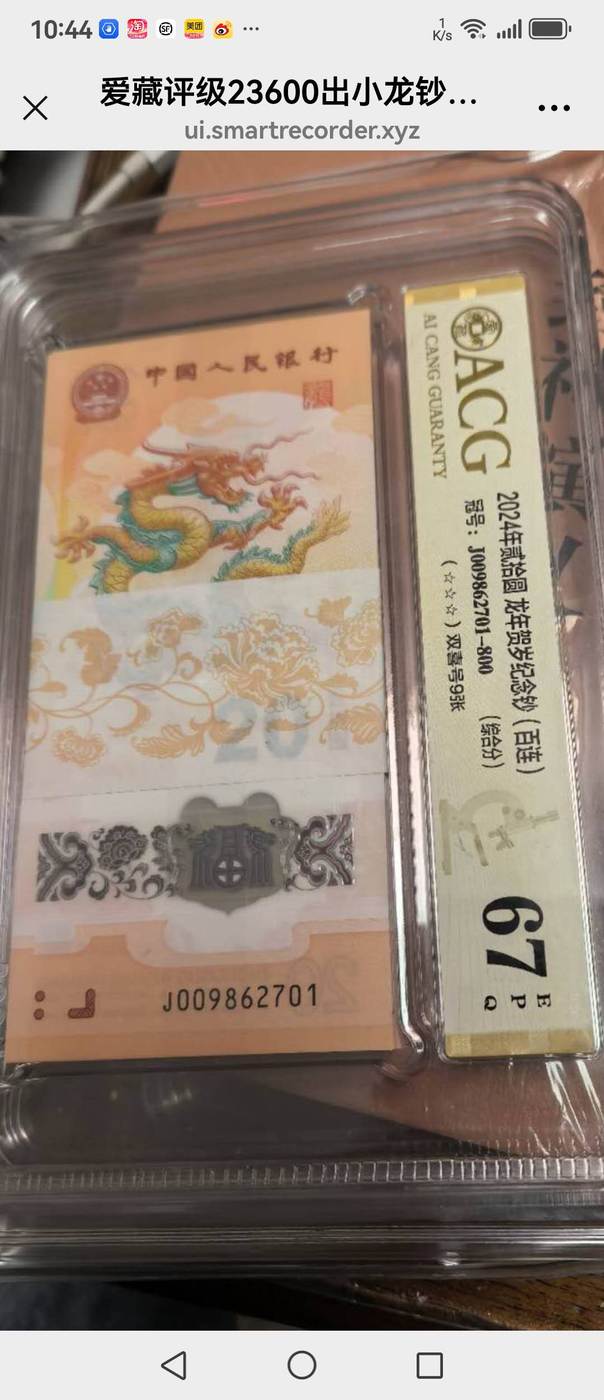 10:44
1
K/s
爱藏评级23600出小龙钞...
ui.smartrecorder.xyz
中国人民银行
20
福
J009862701
ACG
AI CANG GUARANTY
2024年贰拾圆 龙年贺岁纪念钞（百连）
冠号：J009862701-800 （综合分）
（☆☆☆）双喜号9张
67
E
P
Q